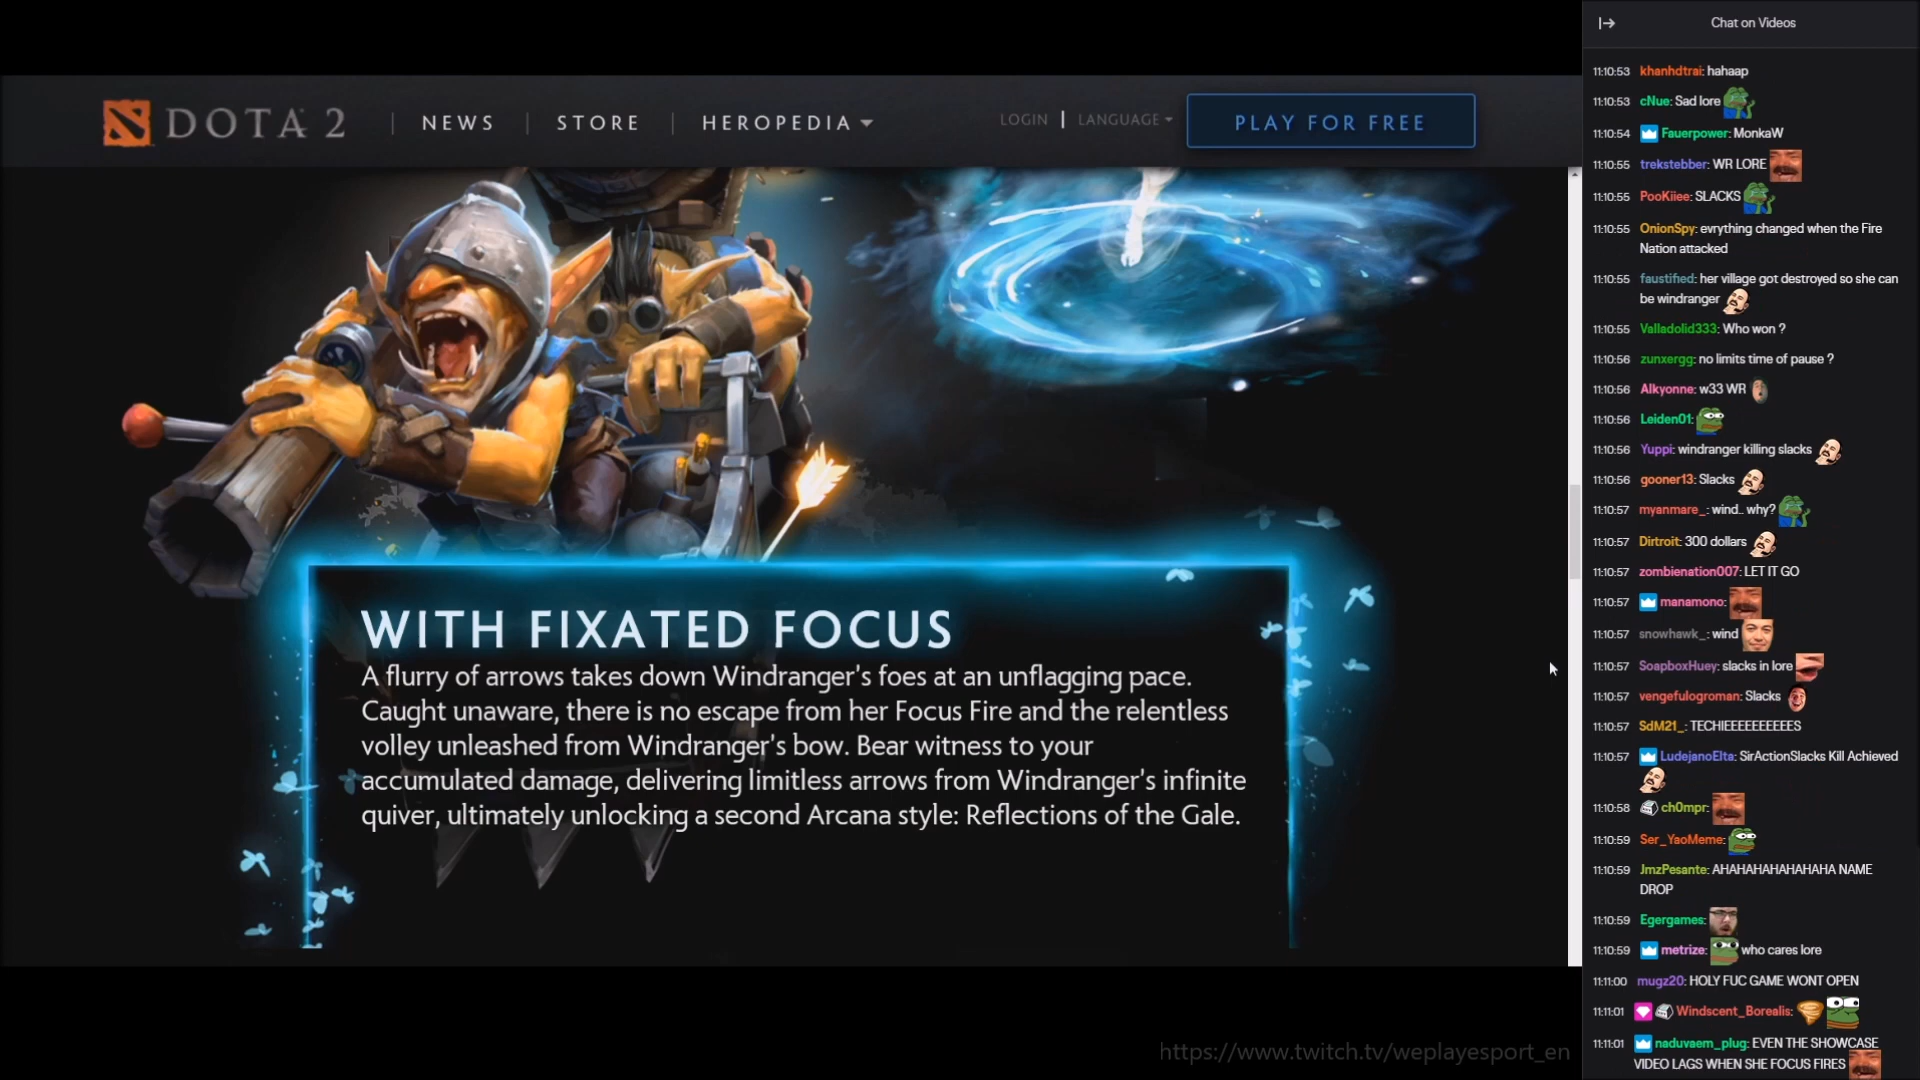 DOTA 2
NEWS
STORE
HEROPEDIA
LOGIN
LANGUAGE
PLAY FOR FREE
WITH FIXATED FOCUS
A flurry of arrows takes down Windranger's foes at an unflagging pace.
Caught unaware, there is no escape from her Focus Fire and the relentless
volley unleashed from Windranger's bow. Bear witness to your
accumulated damage, delivering limitless arrows from Windranger's infinite
quiver, ultimately unlocking a second Arcana style: Reflections of the Gale.
https://www.twitch.tv/weplayesport_en
Chat on Videos
11:10:53 khanhdtrai: hahaap
11:10:53 cNue: Sad lore
11:10:54 Fauerpower: MonkaW
11:10:55 trekstebber: WR LORE
11:10:55 PooKiiee: SLACKS
11:10:55 OnionSpy: evrything changed when the Fire
Nation attacked
11:10:55 faustified: her village got destroyed so she can
be windranger
11:10:55 Valladolid333: Who won ?
11:10:56 zunxergg: no limits time of pause ?
11:10:56 Alkyonne: w33 WR
11:10:56 Leiden01:
11:10:56 Yuppi: windranger killing slacks
11:10:56 gooner13: Slacks
11:10:57 myanmare_: wind.. why?
11:10:57 Dirtroit: 300 dollars
11:10:57 zombienation007: LET IT GO
11:10:57 manamono:
11:10:57 snowhawk_: wind
11:10:57 SoapboxHuey: slacks in lore
11:10:57 vengefulogroman: Slacks
11:10:57 SdM21_: TECHIEEEEEEEEES
11:10:57 LudejanoElta: SirActionSlacks Kill Achieved
11:10:58 ch0mpr:
11:10:59 Ser_YaoMeme:
11:10:59 JmzPesante: AHAHAHAHAHAHAHA NAME
DROP
11:10:59 Egergames:
11:10:59 metrize: who cares lore
11:11:00 mugz20: HOLY FUC GAME WONT OPEN
11:11:01 Windscent_Borealis:
11:11:01 naduvaem_plug: EVEN THE SHOWCASE
VIDEO LAGS WHEN SHE FOCUS FIRES